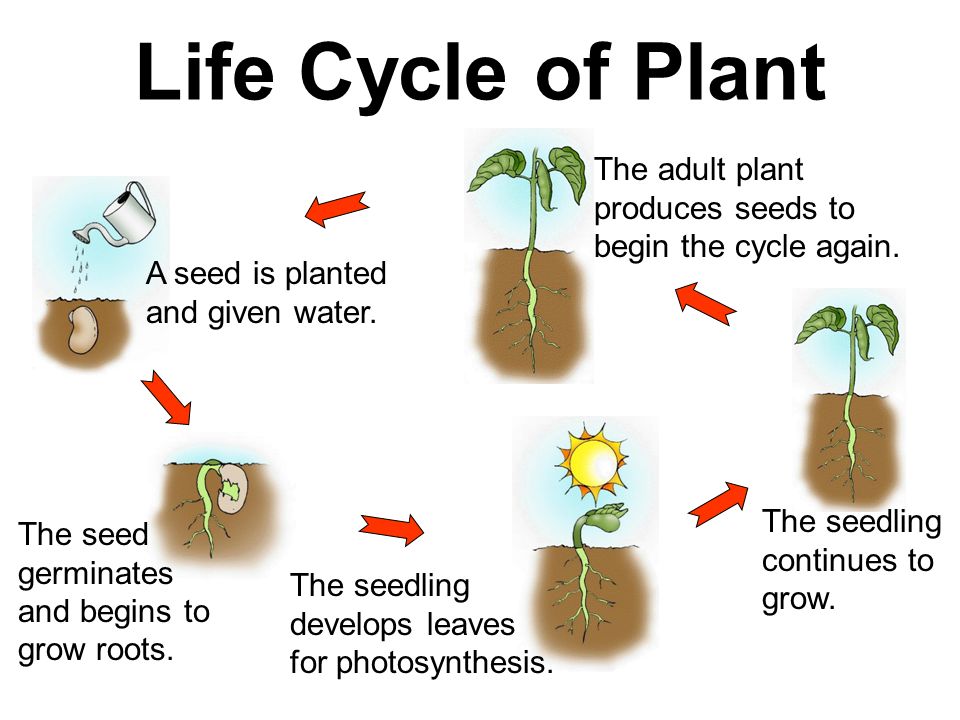 Life Cycle of Plant
The adult plant
produces seeds to
begin the cycle again.
A seed is planted
and given water.
The seed
germinates
and begins to
grow roots.
The seedling
develops leaves
for photosynthesis.
The seedling
continues to
grow.